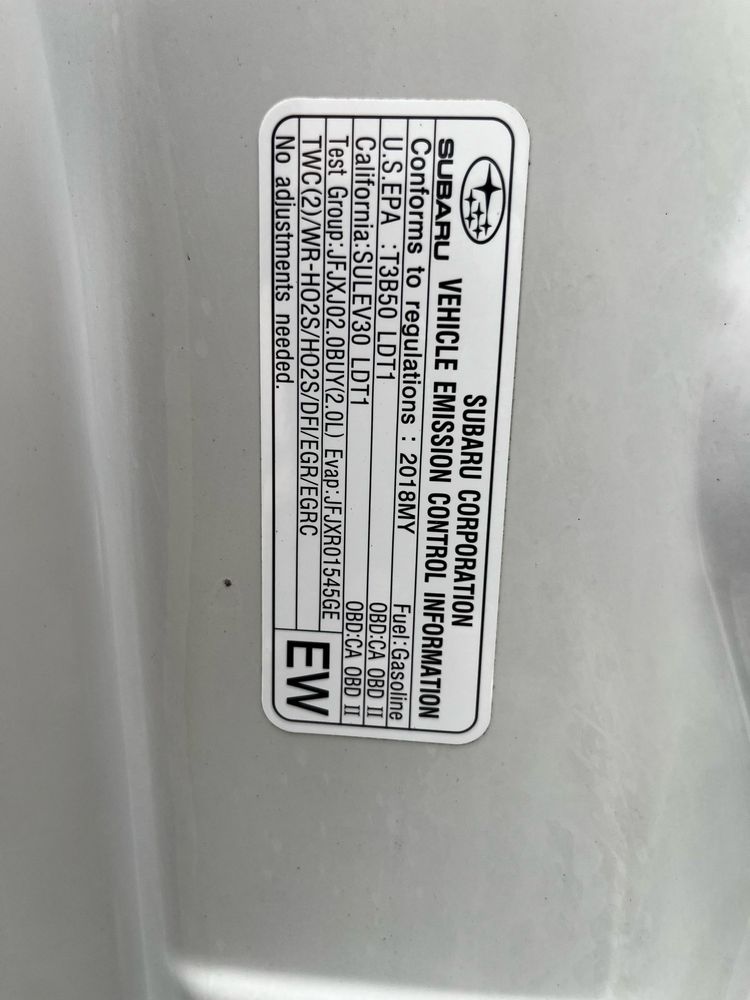 SUBARU
SUBARU CORPORATION
VEHICLE EMISSION CONTROL INFORMATION
Conforms to regulations : 2018MY Fuel:Gasoline
U.S.EPA :T3B50 LDT1 OBD:CA OBD II
California:SULEV30 LDT1 OBD:CA OBD II
Test Group:JFJXJ02.0BUY(2.0L) Evap:JFJXR01545GE
TWC(2)/WR-HO2S/HO2S/DFI/EGR/EGRC
No adjustments needed.
EW